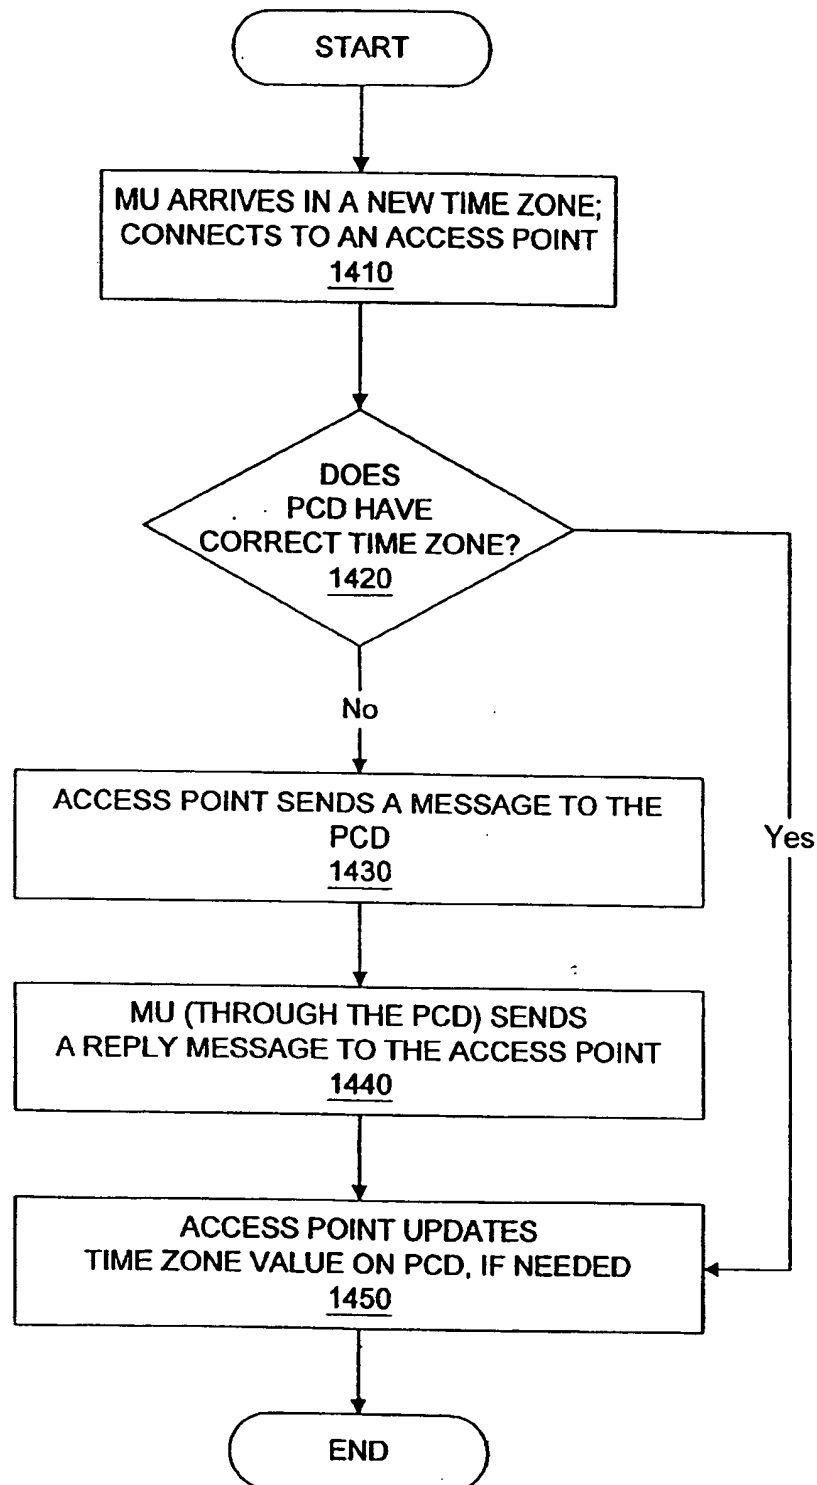 START
MU ARRIVES IN A NEW TIME ZONE;
CONNECTS TO AN ACCESS POINT
1410
DOES
PCD HAVE
CORRECT TIME ZONE?
1420
No
Yes
ACCESS POINT SENDS A MESSAGE TO THE
PCD
1430
MU (THROUGH THE PCD) SENDS
A REPLY MESSAGE TO THE ACCESS POINT
1440
ACCESS POINT UPDATES
TIME ZONE VALUE ON PCD, IF NEEDED
1450
END